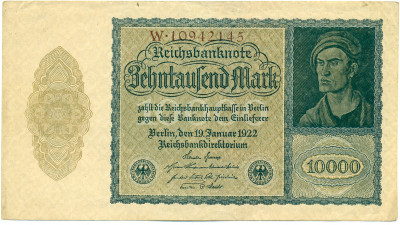 W·10942145
Reichsbanknote
Zehntausend Mark
zahlt die Reichsbankhauptkasse in Berlin
gegen diese Banknote dem Einlieferer
Berlin, den 19. Januar 1922
Reichsbankdirektorium
10000